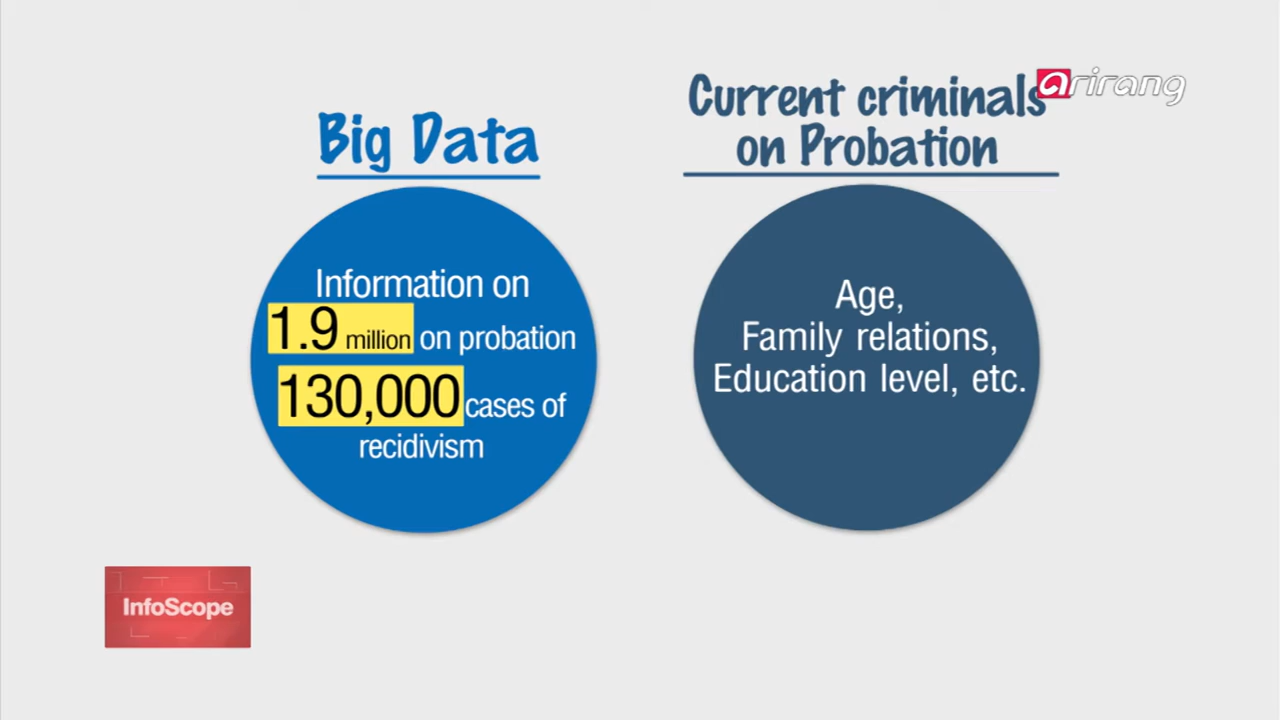 arirang
Big Data
Information on
1.9 million on probation
130,000 cases of
recidivism
Current criminals
on Probation
Age,
Family relations,
Education level, etc.
InfoScope